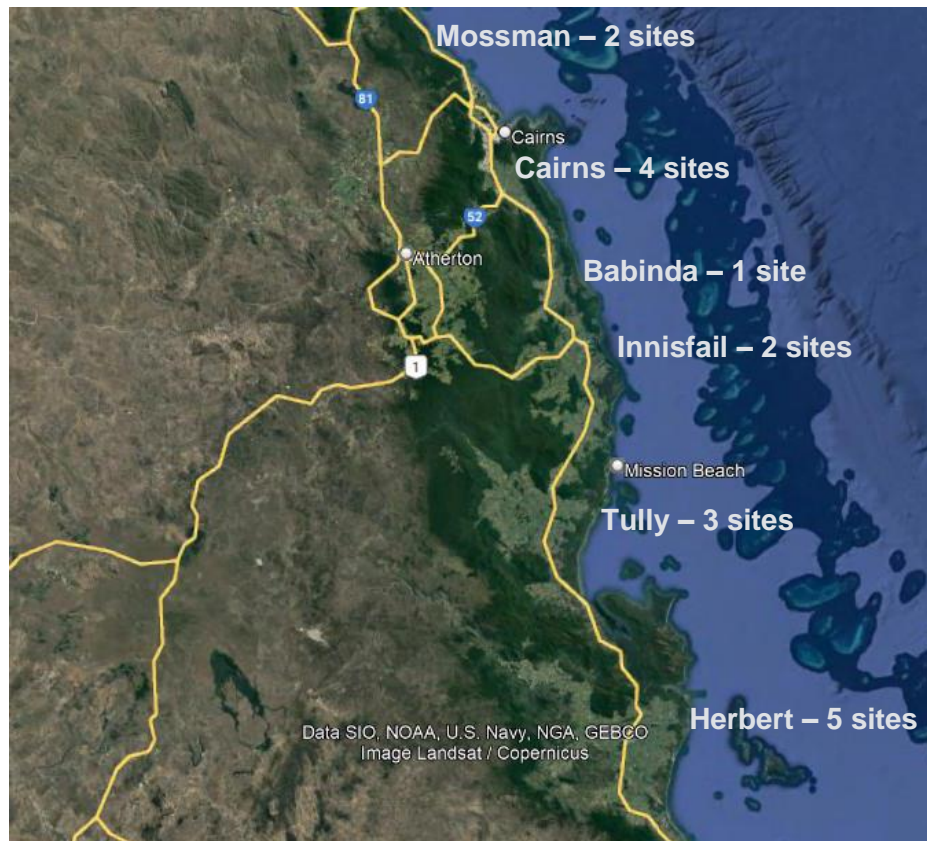 Mossman – 2 sites
81
Cairns
Cairns – 4 sites
52
Atherton
Babinda – 1 site
Innisfail – 2 sites
1
Mission Beach
Tully – 3 sites
Herbert – 5 sites
Data SIO, NOAA, U.S. Navy, NGA, GEBCO
Image Landsat / Copernicus